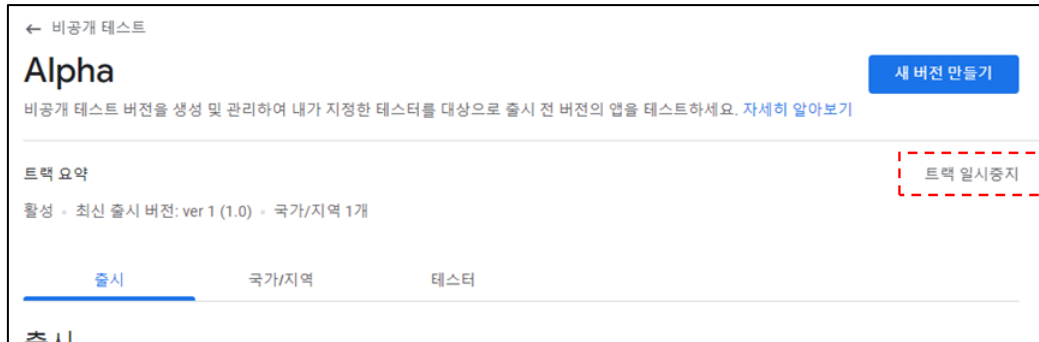 ← 비공개 테스트
Alpha
새 버전 만들기
비공개 테스트 버전을 생성 및 관리하여 내가 지정한 테스터를 대상으로 출시 전 버전의 앱을 테스트하세요. 자세히 알아보기
트랙 요약
트랙 일시중지
활성 • 최신 출시 버전: ver 1 (1.0) • 국가/지역 1개
출시 국가/지역 테스터
출시